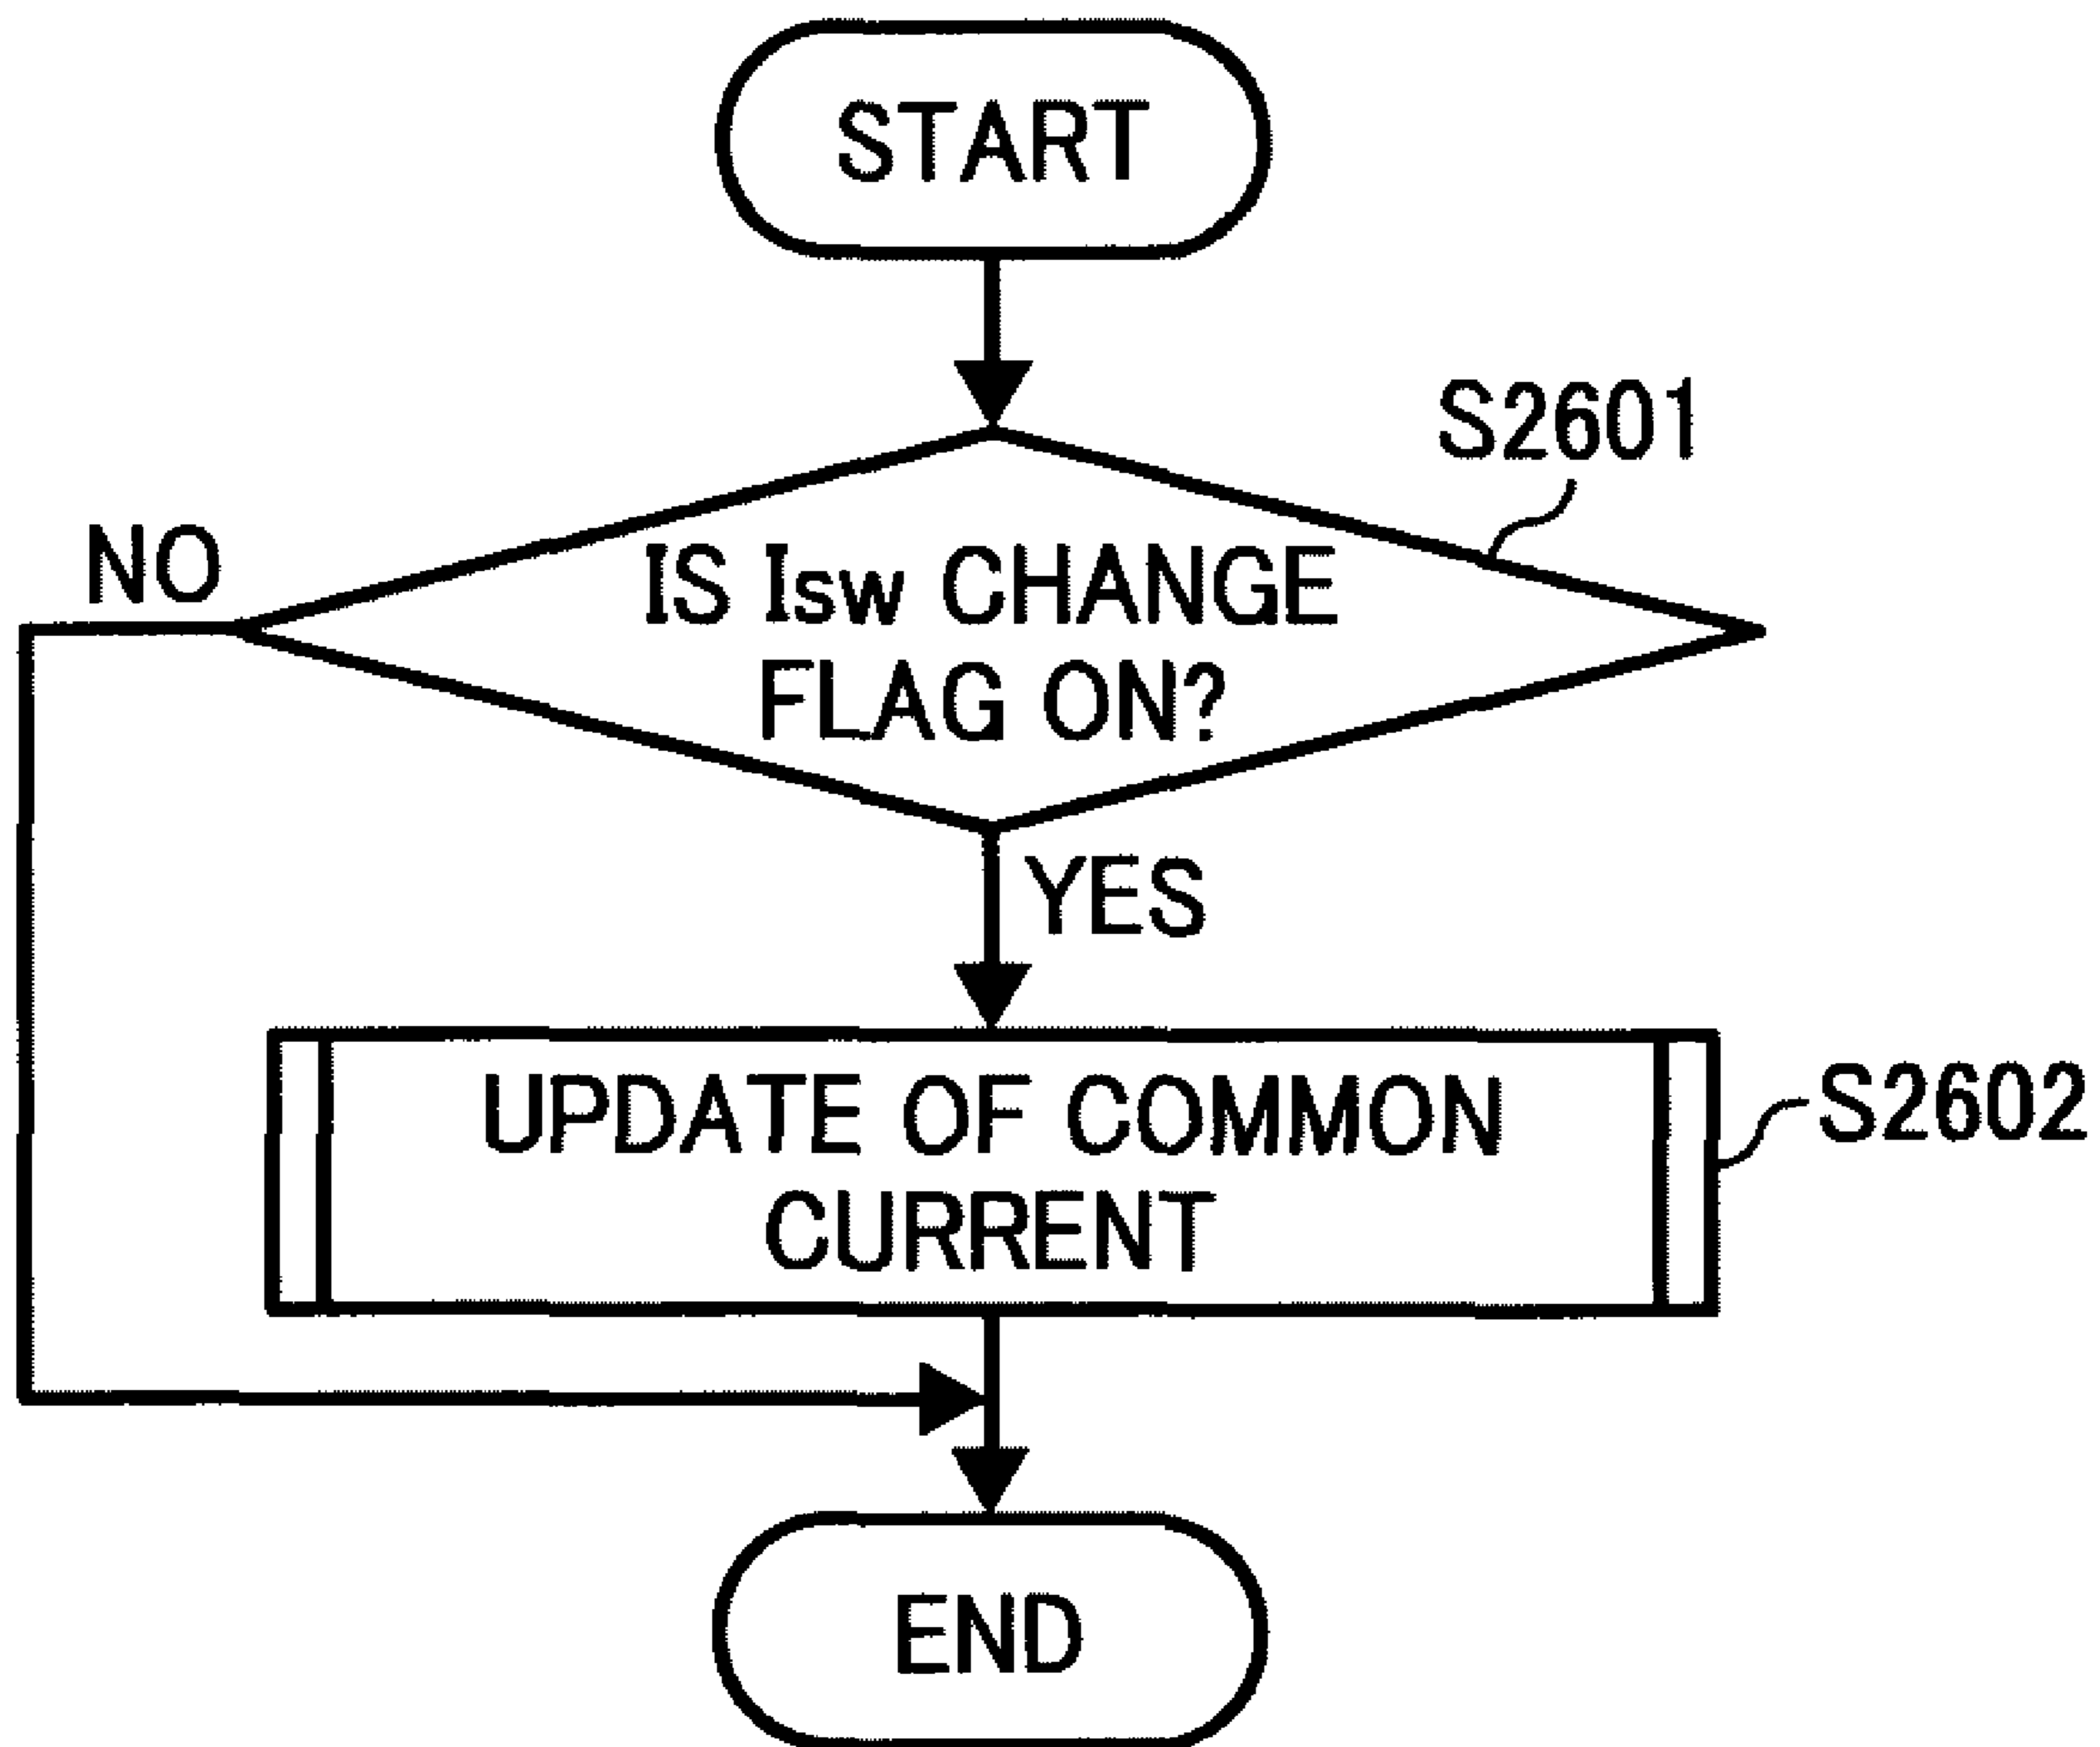 START
S2601
NO
IS Isw CHANGE
FLAG ON?
YES
UPDATE OF COMMON
CURRENT
S2602
END